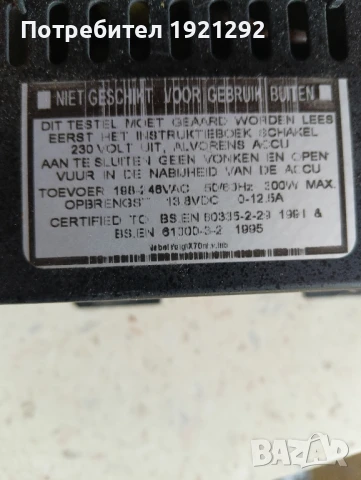 Потребител 1921292
NIET GESCHIKT VOOR GEBRUIK BUITEN
DIT TESTEL MOET GEAARD WORDEN LEES
EERST HET INSTRUKTIEBOEK SCHAKEL
230 VOLT UIT, ALVORENS ACCU
AAN TE SLUITEN GEEN VONKEN EN OPEN
VUUR IN DE NABIJHEID VAN DE ACCU
TOEVOER 50/60Hz 300W MAX.
OPBRENGST 13.8VDC 0-12.5A
CERTIFIED TO BS.EN 60335-2-29 1991 &
BS.EN 61000-3-2 1995
BAZAR